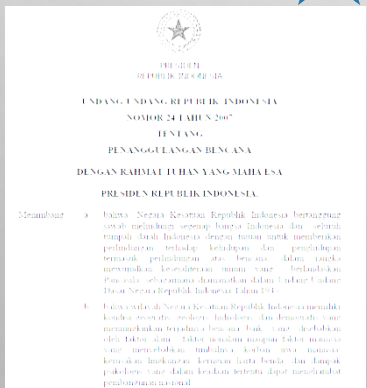 PRESIDEN
REPUBLIK INDONESIA
UNDANG-UNDANG REPUBLIK INDONESIA
NOMOR 24 TAHUN 2007
TENTANG
PENANGGULANGAN BENCANA
DENGAN RAHMAT TUHAN YANG MAHA ESA
PRESIDEN REPUBLIK INDONESIA,
Menimbang a. bahwa Negara Kesatuan Republik Indonesia bertanggung
jawab melindungi segenap bangsa Indonesia dan seluruh
tumpah darah Indonesia dengan tujuan untuk memberikan
perlindungan terhadap kehidupan dan penghidupan
termasuk perlindungan atas bencana dalam rangka
mewujudkan kesejahteraan umum yang berlandaskan
Pancasila sebagaimana diamanatkan dalam Undang-Undang
Dasar Negara Republik Indonesia Tahun 1945
b. bahwa wilayah Negara Kesatuan Republik Indonesia memiliki
kondisi geografis, geologis, hidrologis, dan demografis yang
memungkinkan terjadinya bencana, baik yang disebabkan
oleh faktor alam, faktor nonalam maupun faktor manusia
yang menyebabkan timbulnya korban jiwa manusia,
kerusakan lingkungan, kerugian harta benda, dan dampak
psikologis yang dalam keadaan tertentu dapat menghambat
pembangunan nasional